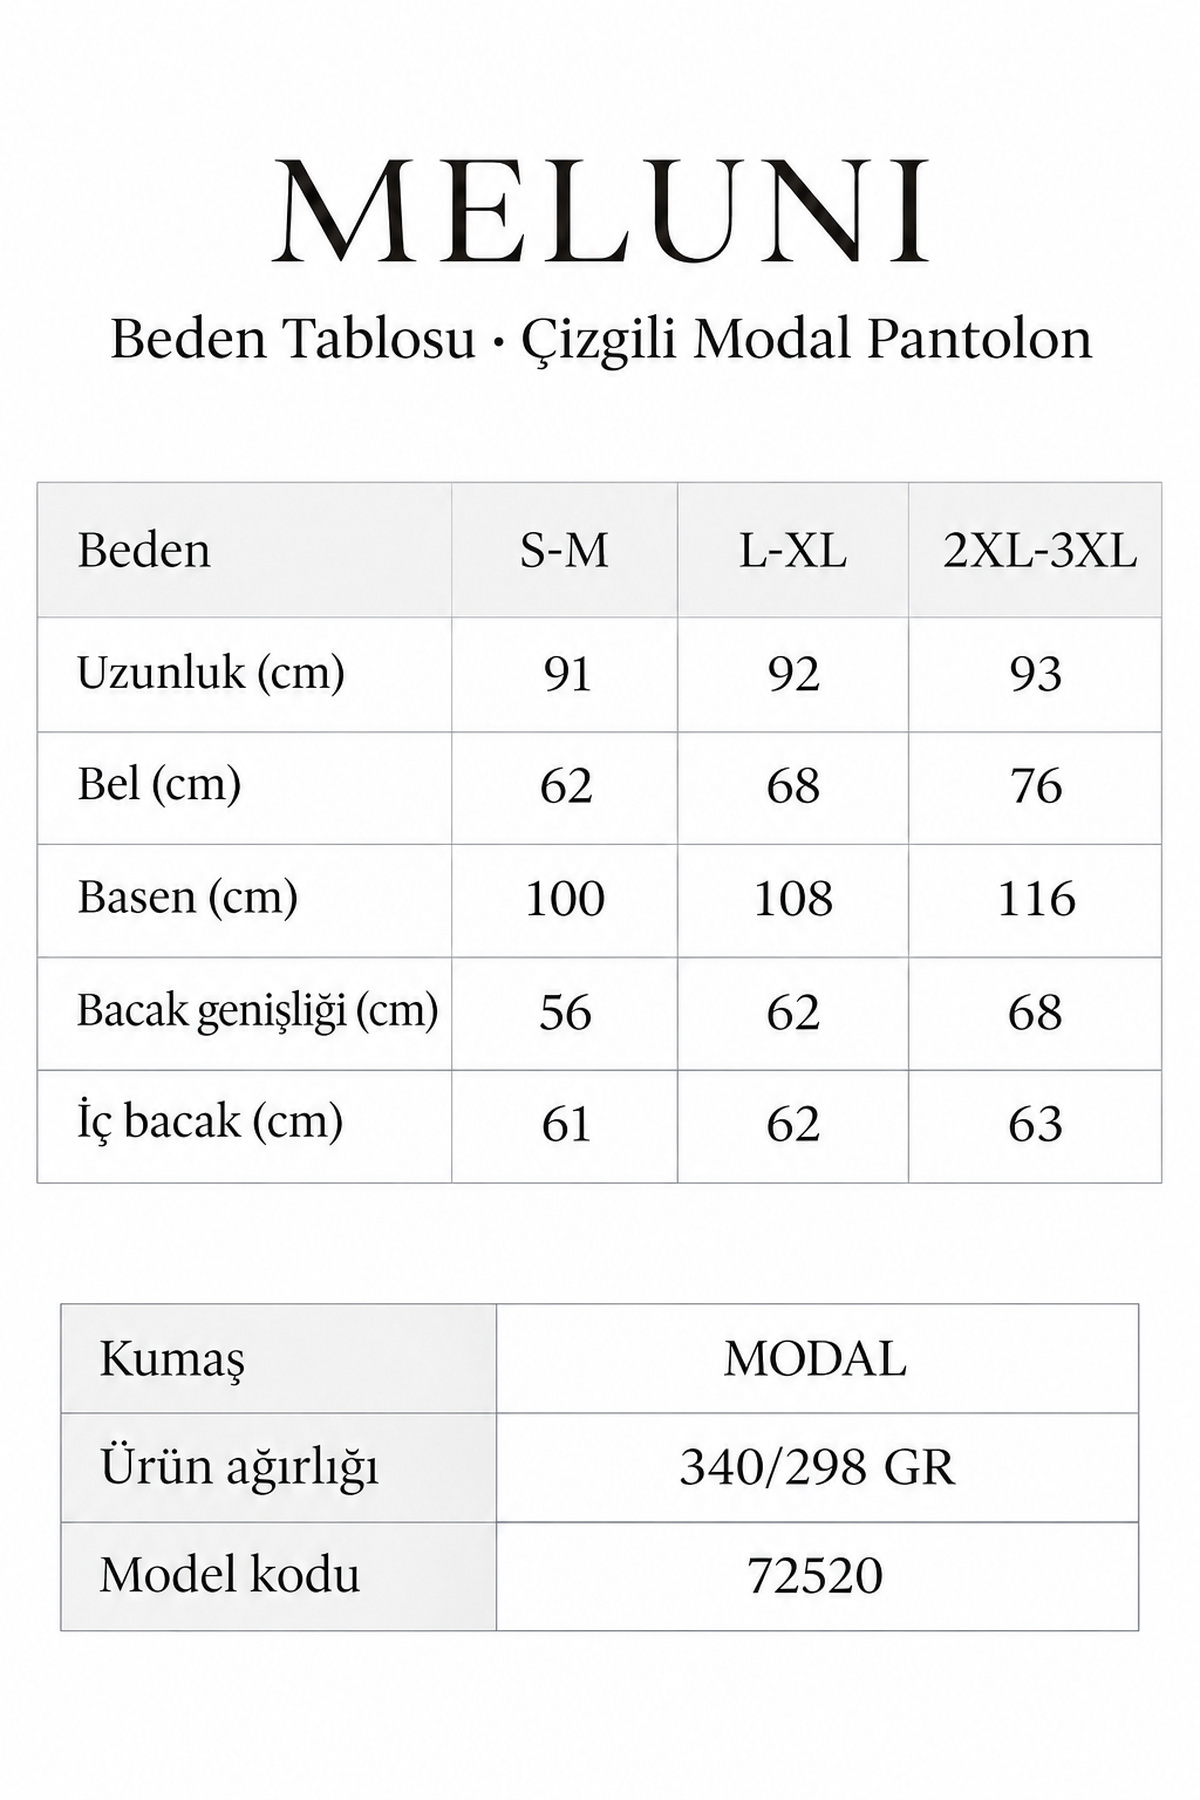 MELUNI
Beden Tablosu · Çizgili Modal Pantolon
Beden S-M L-XL 2XL-3XL
Uzunluk (cm) 91 92 93
Bel (cm) 62 68 76
Basen (cm) 100 108 116
Bacak genişliği (cm) 56 62 68
İç bacak (cm) 61 62 63
Kumaş MODAL
Ürün ağırlığı 340/298 GR
Model kodu 72520